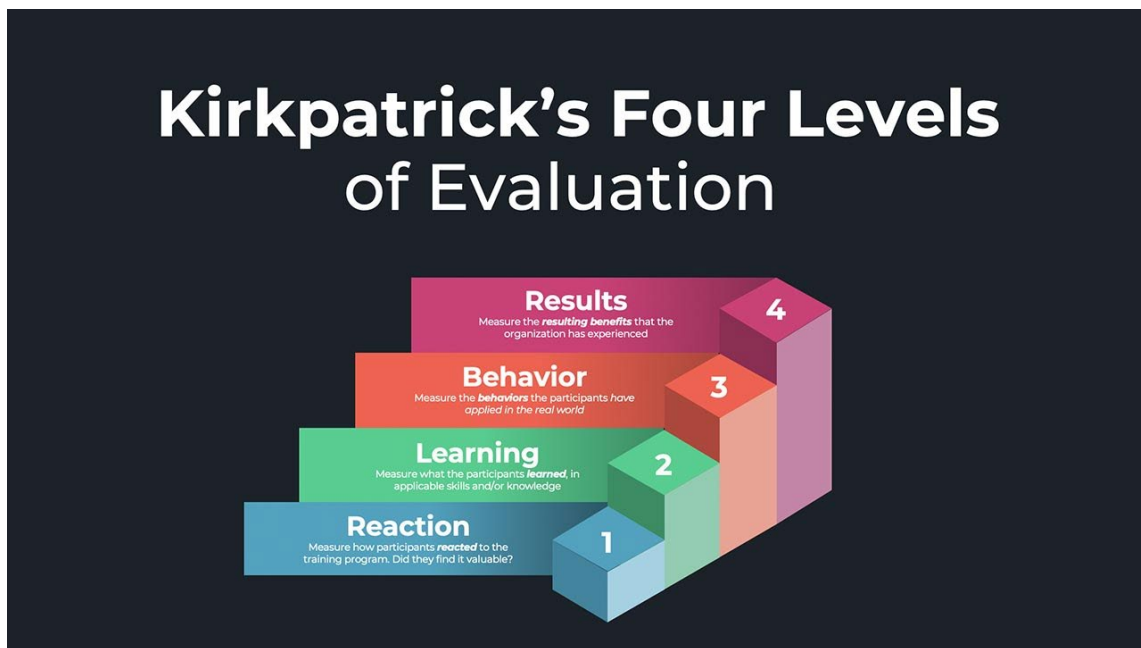 Kirkpatrick’s Four Levels
of Evaluation
Results
Measure the resulting benefits that the
organization has experienced
4
Behavior
Measure the behaviors the participants have
applied in the real world
3
Learning
Measure what the participants learned, in
applicable skills and/or knowledge
2
Reaction
Measure how participants reacted to the
training program. Did they find it valuable?
1